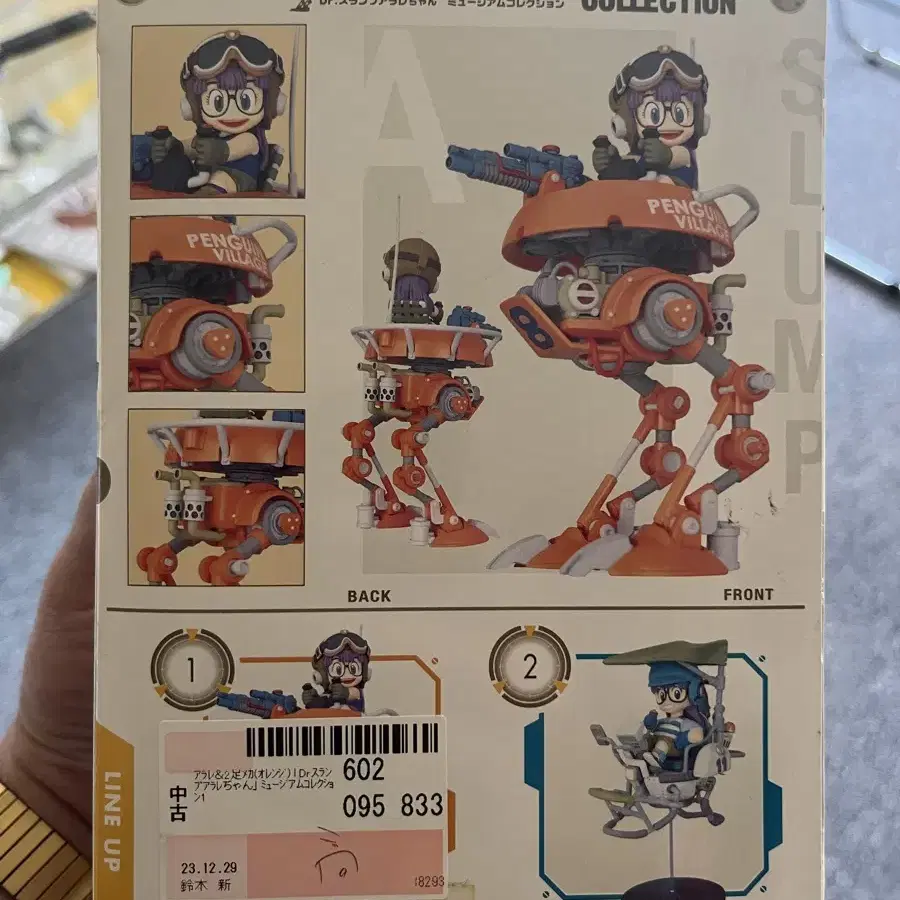 Dr.スランプアラレちゃん ミュージアムコレクション COLLECTION
A
SLUMP
PENGUIN
VILLAGE
PENGUIN
VILLAGE
08
BACK
FRONT
1
2
LINE UP
中古
アラレ&2足メカ(オレンジ)「Dr.スラン
プアラレちゃん」ミュージアムコレクショ
ン1
602
095 833
23.12.29
鈴木 新
18293